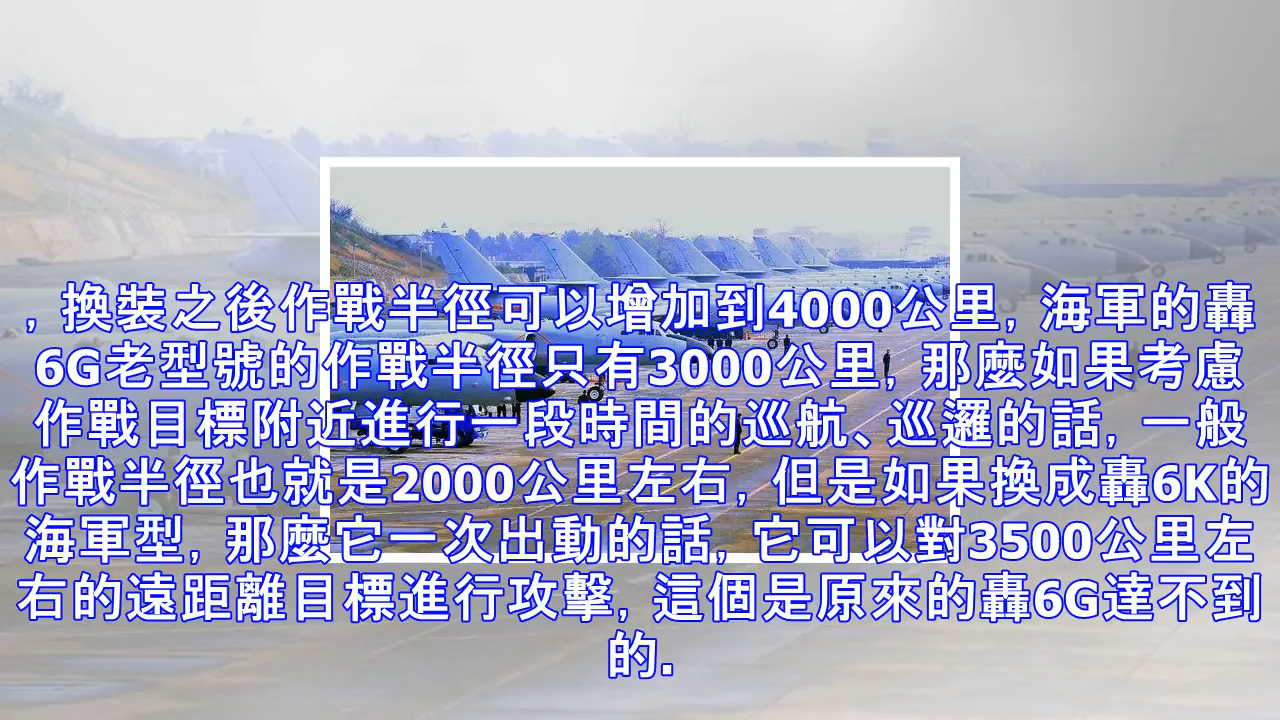 , 換裝之後作戰半徑可以增加到4000公里, 海軍的轟
6G老型號的作戰半徑只有3000公里, 那麼如果考慮
作戰目標附近進行一段時間的巡航、巡邏的話, 一般
作戰半徑也就是2000公里左右, 但是如果換成轟6K的
海軍型, 那麼它一次出動的話, 它可以對3500公里左
右的遠距離目標進行攻擊, 這個是原來的轟6G達不到
的.